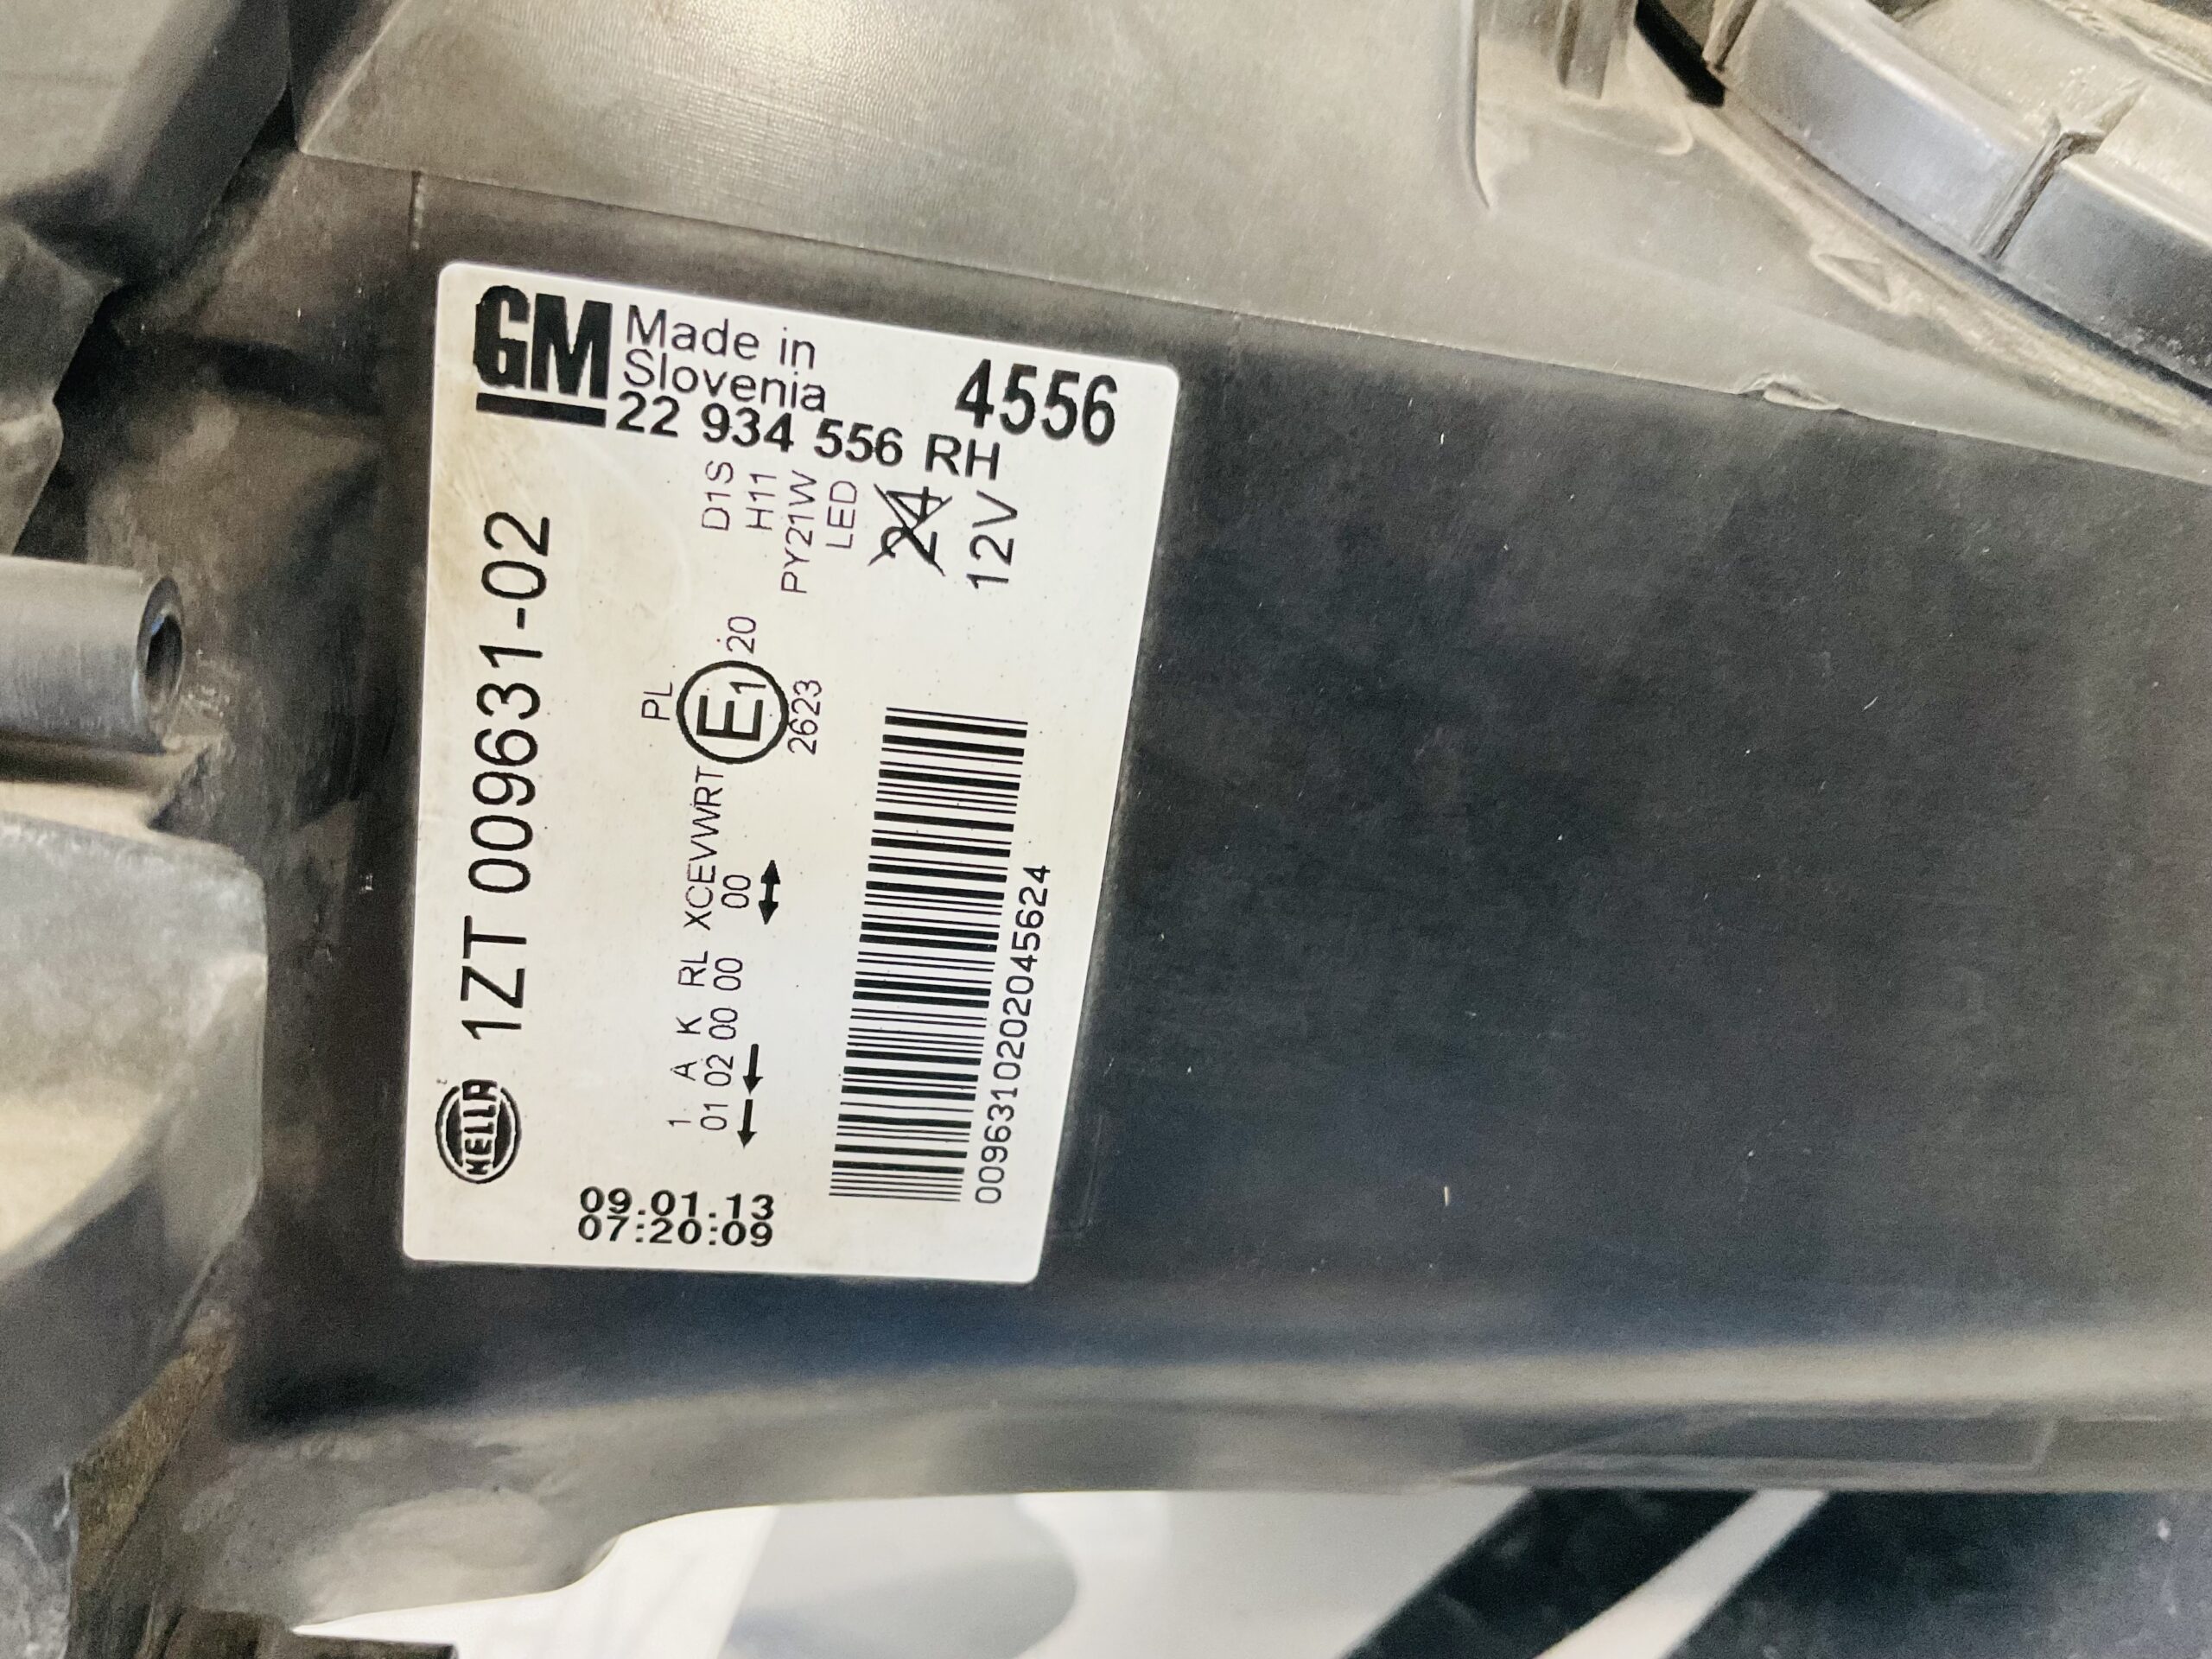 GM
Made in
Slovenia
4556
22 934 556 RH
HELLA 1ZT 009631-02
PL
1 A K RL XCEVWRT E1 20
01 02 00 00 00
2623
D1S
H11
PY21W
LED
24
12V
09.01.13
07:20:09
0096310202045624